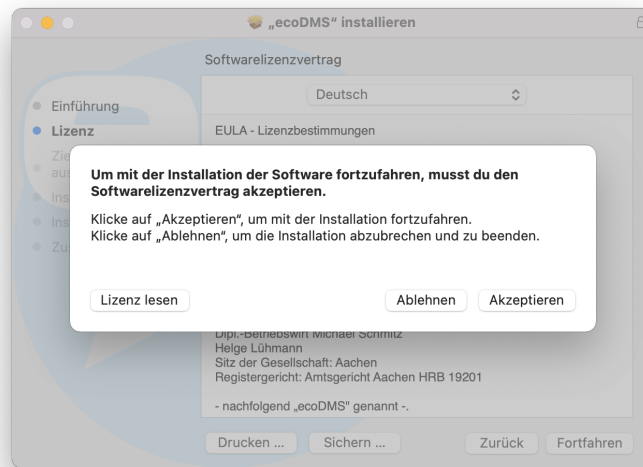 „ecoDMS“ installieren
Softwarelizenzvertrag
Deutsch
Einführung
Lizenz
EULA - Lizenzbestimmungen
Um mit der Installation der Software fortzufahren, musst du den
Softwarelizenzvertrag akzeptieren.
Klicke auf „Akzeptieren“, um mit der Installation fortzufahren.
Klicke auf „Ablehnen“, um die Installation abzubrechen und zu beenden.
Lizenz lesen
Ablehnen
Akzeptieren
Dipl.-Betriebswirt Michael Schmitz
Helge Lühmann
Sitz der Gesellschaft: Aachen
Registergericht: Amtsgericht Aachen HRB 19201
- nachfolgend „ecoDMS“ genannt -.
Drucken ...
Sichern ...
Zurück
Fortfahren